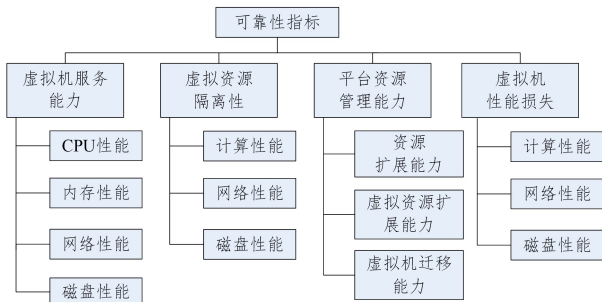 可靠性指标
虚拟机服务
能力
CPU性能
内存性能
网络性能
磁盘性能
虚拟资源
隔离性
计算性能
网络性能
磁盘性能
平台资源
管理能力
资源
扩展能力
虚拟资源扩
展能力
虚拟机迁移
能力
虚拟机
性能损失
计算性能
网络性能
磁盘性能